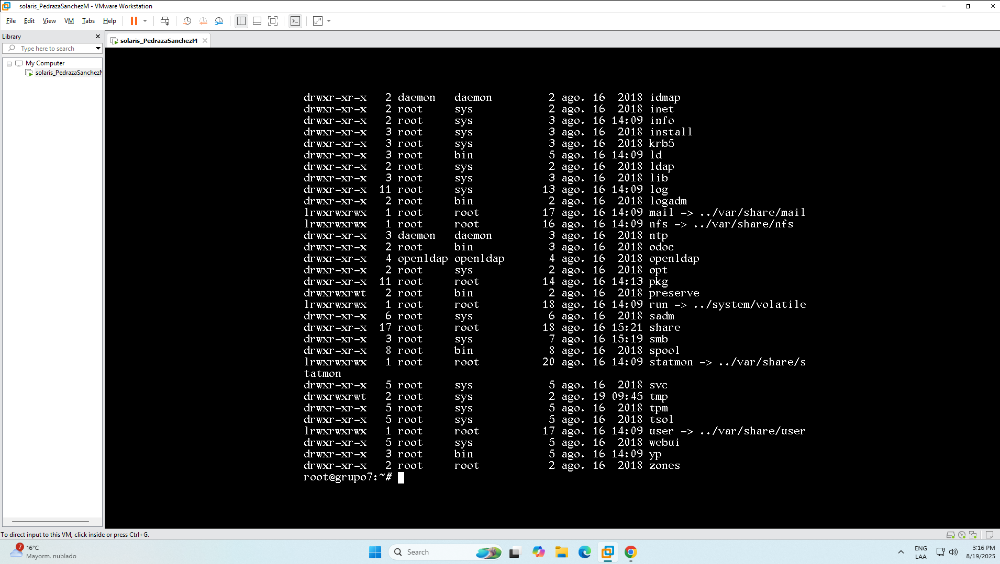 solaris_PedrazaSanchezM - VMware Workstation
File Edit View VM Tabs Help
Library
solaris_PedrazaSanchezM
Type here to search
My Computer
solaris_PedrazaSanchezM
drwxr-xr-x   2 daemon   daemon         2 ago. 16  2018 idmap
drwxr-xr-x   2 root     sys            2 ago. 16  2018 inet
drwxr-xr-x   2 root     sys            3 ago. 16 14:09 info
drwxr-xr-x   3 root     sys            3 ago. 16  2018 install
drwxr-xr-x   3 root     sys            3 ago. 16  2018 krb5
drwxr-xr-x   3 root     bin            5 ago. 16 14:09 ld
drwxr-xr-x   2 root     sys            2 ago. 16  2018 ldap
drwxr-xr-x   3 root     sys            3 ago. 16  2018 lib
drwxr-xr-x  11 root     sys           13 ago. 16 14:09 log
drwxr-xr-x   2 root     bin            2 ago. 16  2018 logadm
lrwxrwxrwx   1 root     root          17 ago. 16 14:09 mail -> ../var/share/mail
lrwxrwxrwx   1 root     root          16 ago. 16 14:09 nfs -> ../var/share/nfs
drwxr-xr-x   3 daemon   daemon         3 ago. 16  2018 ntp
drwxr-xr-x   2 root     bin            3 ago. 16  2018 odoc
drwxr-xr-x   4 openldap openldap       4 ago. 16  2018 openldap
drwxr-xr-x   2 root     sys            2 ago. 16  2018 opt
drwxr-xr-x  11 root     root          14 ago. 16 14:13 pkg
drwxrwxrwt   2 root     bin            2 ago. 16  2018 preserve
lrwxrwxrwx   1 root     root          18 ago. 16 14:09 run -> ../system/volatile
drwxr-xr-x   6 root     sys            6 ago. 16  2018 sadm
drwxr-xr-x  17 root     root          18 ago. 16 15:21 share
drwxr-xr-x   3 root     sys            7 ago. 16 15:19 smb
drwxr-xr-x   8 root     bin            8 ago. 16  2018 spool
lrwxrwxrwx   1 root     root          20 ago. 16 14:09 statmon -> ../var/share/s
tatmon
drwxr-xr-x   5 root     sys            5 ago. 16  2018 svc
drwxrwxrwt   2 root     sys            2 ago. 19 09:45 tmp
drwxr-xr-x   5 root     sys            5 ago. 16  2018 tpm
drwxr-xr-x   5 root     sys            5 ago. 16  2018 tsol
lrwxrwxrwx   1 root     root          17 ago. 16 14:09 user -> ../var/share/user
drwxr-xr-x   5 root     sys            5 ago. 16  2018 webui
drwxr-xr-x   3 root     bin            5 ago. 16 14:09 yp
drwxr-xr-x   2 root     root           2 ago. 16  2018 zones
root@grupo7:~#
To direct input to this VM, click inside or press Ctrl+G.
7
16°C
Mayorm. nublado
Search
ENG
LAA
3:16 PM
8/19/2025